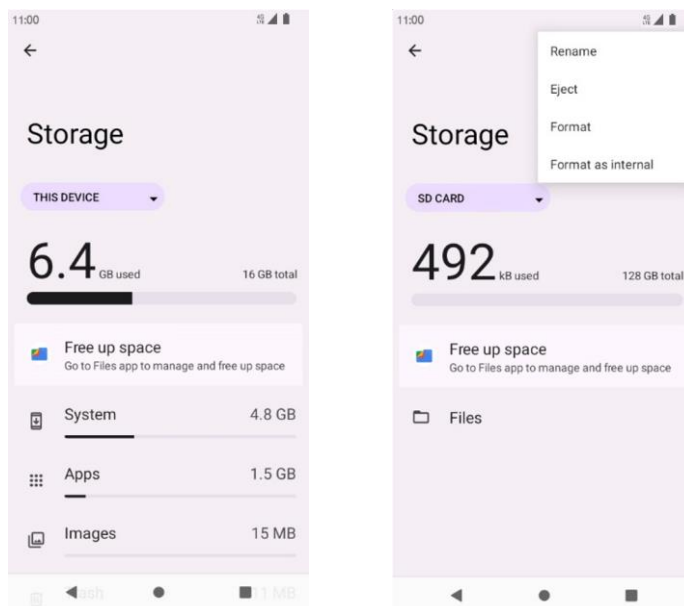 11:00
Storage
THIS DEVICE
6.4 GB used 16 GB total
Free up space
Go to Files app to manage and free up space
System 4.8 GB
Apps 1.5 GB
Images 15 MB
11 MB
11:00
Rename
Eject
Format
Format as internal
Storage
SD CARD
492 kB used 128 GB total
Free up space
Go to Files app to manage and free up space
Files